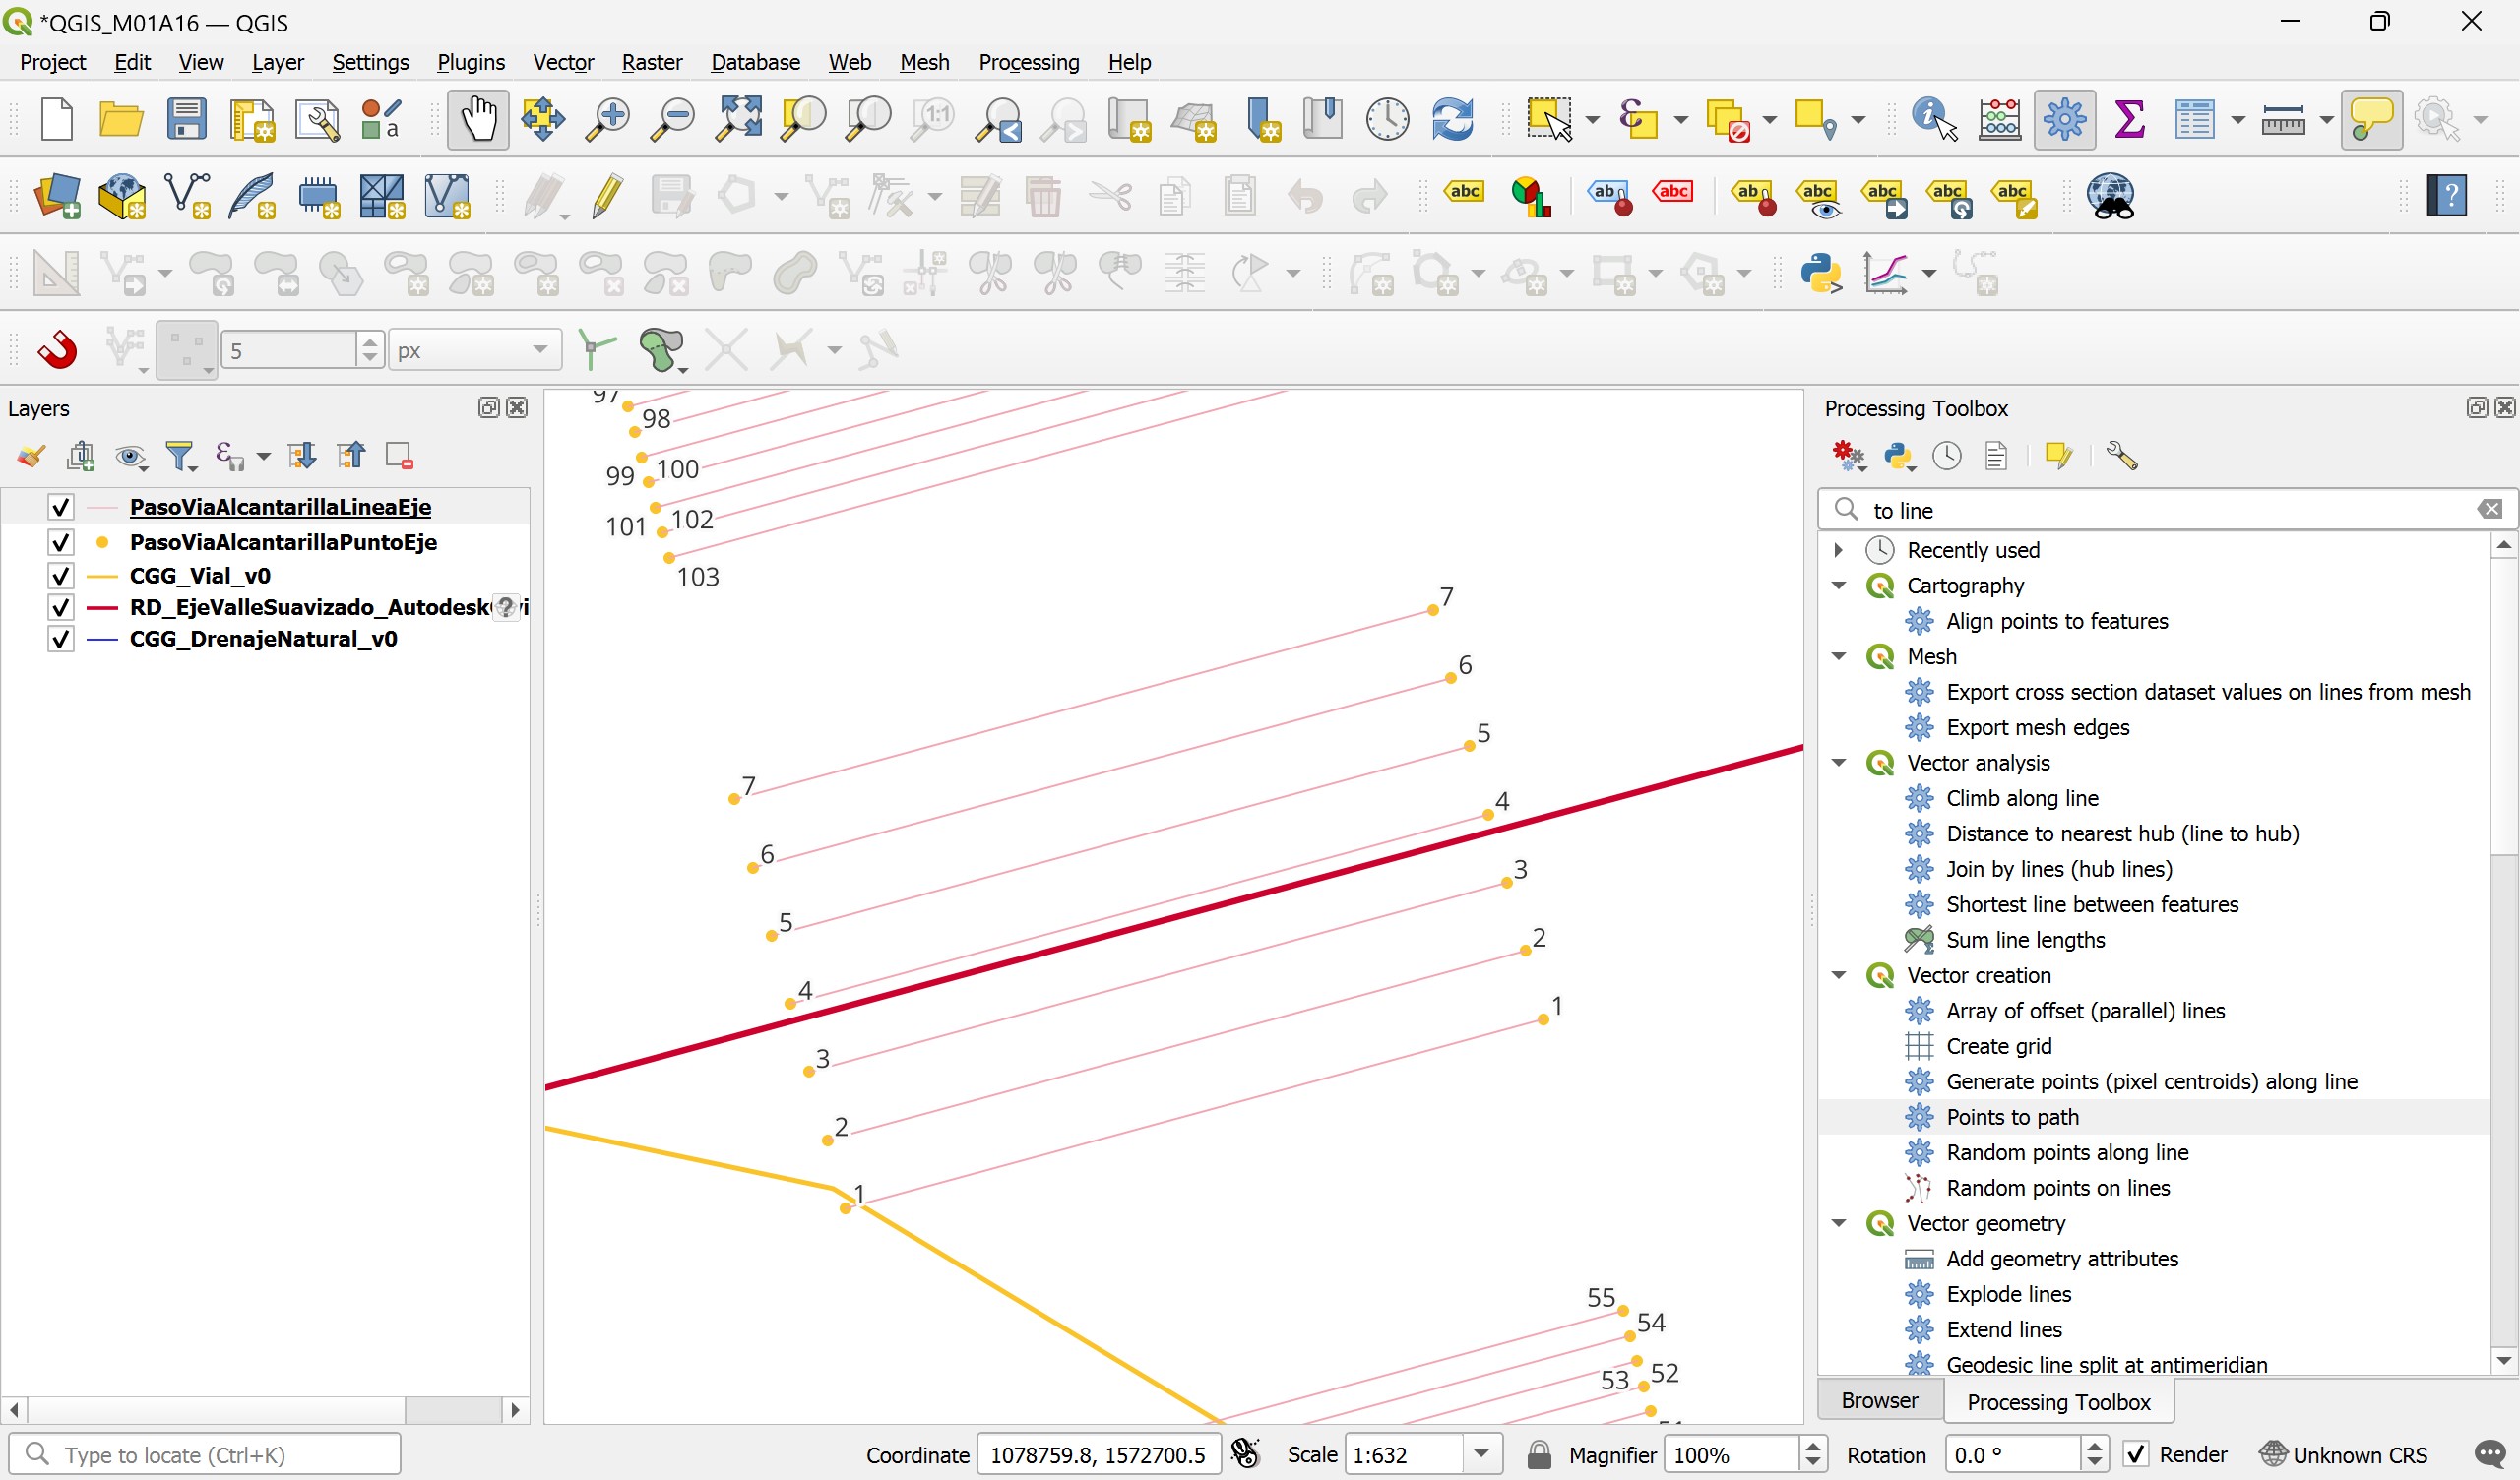 *QGIS_M01A16 — QGIS
Project Edit View Layer Settings Plugins Vector Raster Database Web Mesh Processing Help
5 px
Layers
PasoViaAlcantarillaLineaEje
PasoViaAlcantarillaPuntoEje
CGG_Vial_v0
RD_EjeValleSuavizado_Autodesk
CGG_DrenajeNatural_v0
97
98
99 100
101 102
103
7
6
5
7
4
6
3
5
2
4
1
3
2
1
55
54
53 52
Processing Toolbox
to line
Recently used
Cartography
Align points to features
Mesh
Export cross section dataset values on lines from mesh
Export mesh edges
Vector analysis
Climb along line
Distance to nearest hub (line to hub)
Join by lines (hub lines)
Shortest line between features
Sum line lengths
Vector creation
Array of offset (parallel) lines
Create grid
Generate points (pixel centroids) along line
Points to path
Random points along line
Random points on lines
Vector geometry
Add geometry attributes
Explode lines
Extend lines
Geodesic line split at antimeridian
Browser Processing Toolbox
Type to locate (Ctrl+K) Coordinate 1078759.8, 1572700.5 Scale 1:632 Magnifier 100% Rotation 0.0 ° Render Unknown CRS